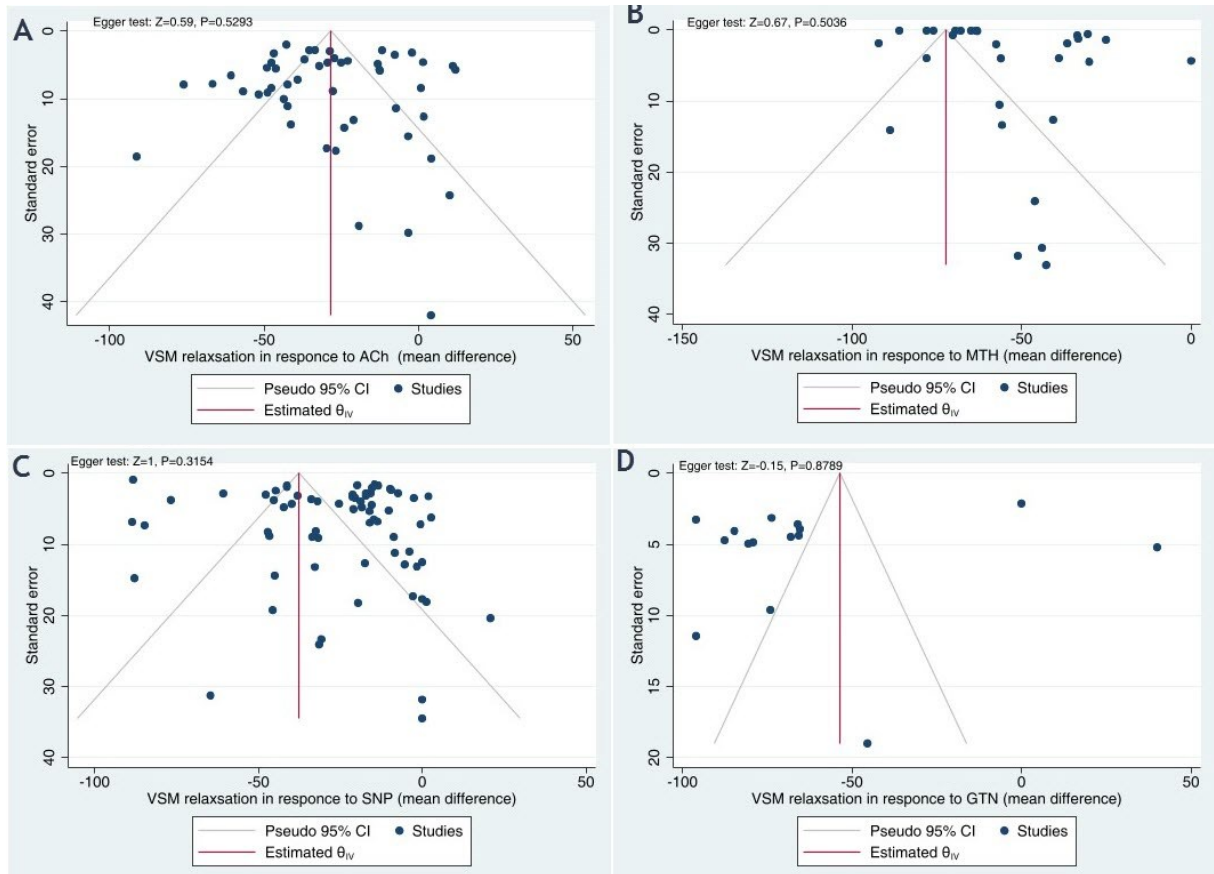 A
Egger test: Z=0.59, P=0.5293
0
10
20
30
40
Standard error
-100
-50
0
50
VSM relaxsation in responce to ACh (mean difference)
Pseudo 95% CI
Studies
Estimated θIV
B
Egger test: Z=0.67, P=0.5036
0
10
20
30
40
Standard error
-150
-100
-50
0
VSM relaxsation in responce to MTH (mean difference)
Pseudo 95% CI
Studies
Estimated θIV
C
Egger test: Z=1, P=0.3154
0
10
20
30
40
Standard error
-100
-50
0
50
VSM relaxsation in responce to SNP (mean difference)
Pseudo 95% CI
Studies
Estimated θIV
D
Egger test: Z=-0.15, P=0.8789
0
5
10
15
20
Standard error
-100
-50
0
50
VSM relaxsation in responce to GTN (mean difference)
Pseudo 95% CI
Studies
Estimated θIV